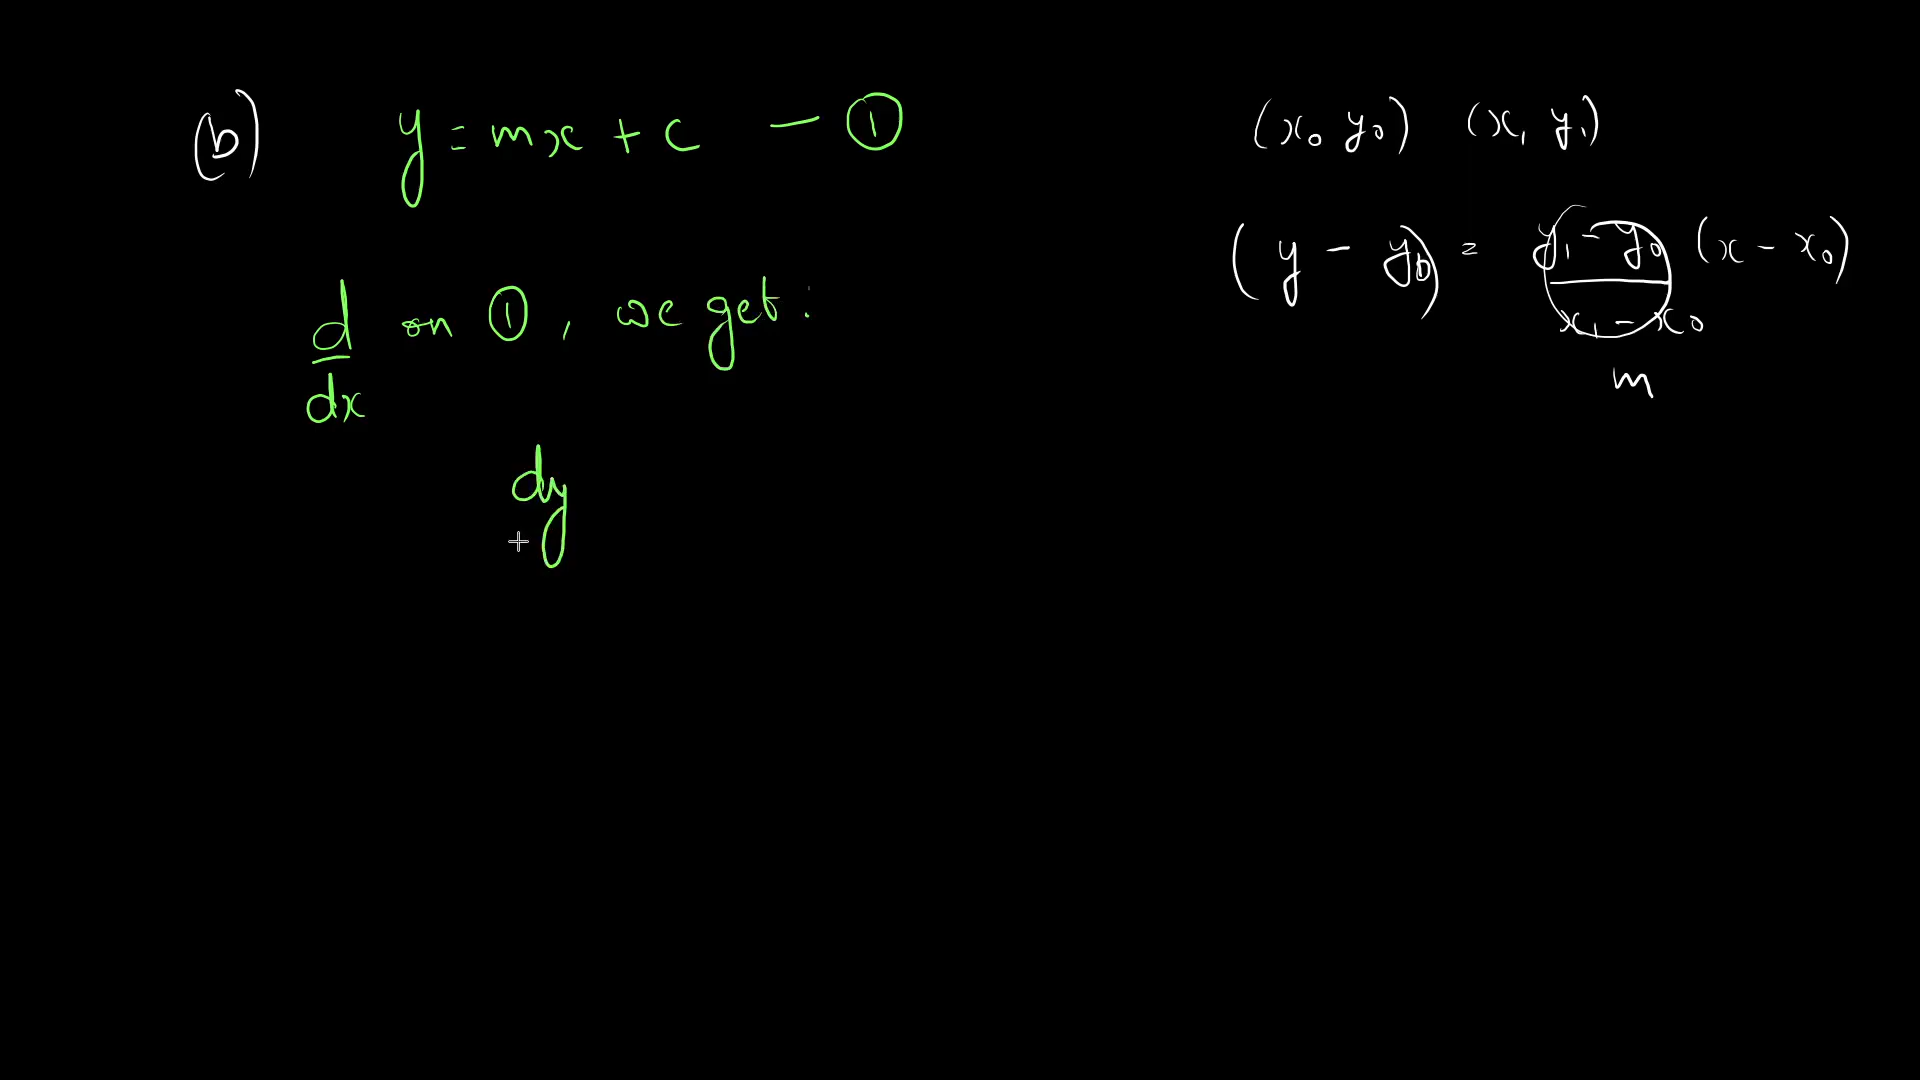 (b) y = mx + c — ①
d/dx on ①, we get :
dy
(x₀ y₀) (x₁ y₁)
(y - y₀) = (y₁ - y₀)/(x₁ - x₀) (x - x₀)
m